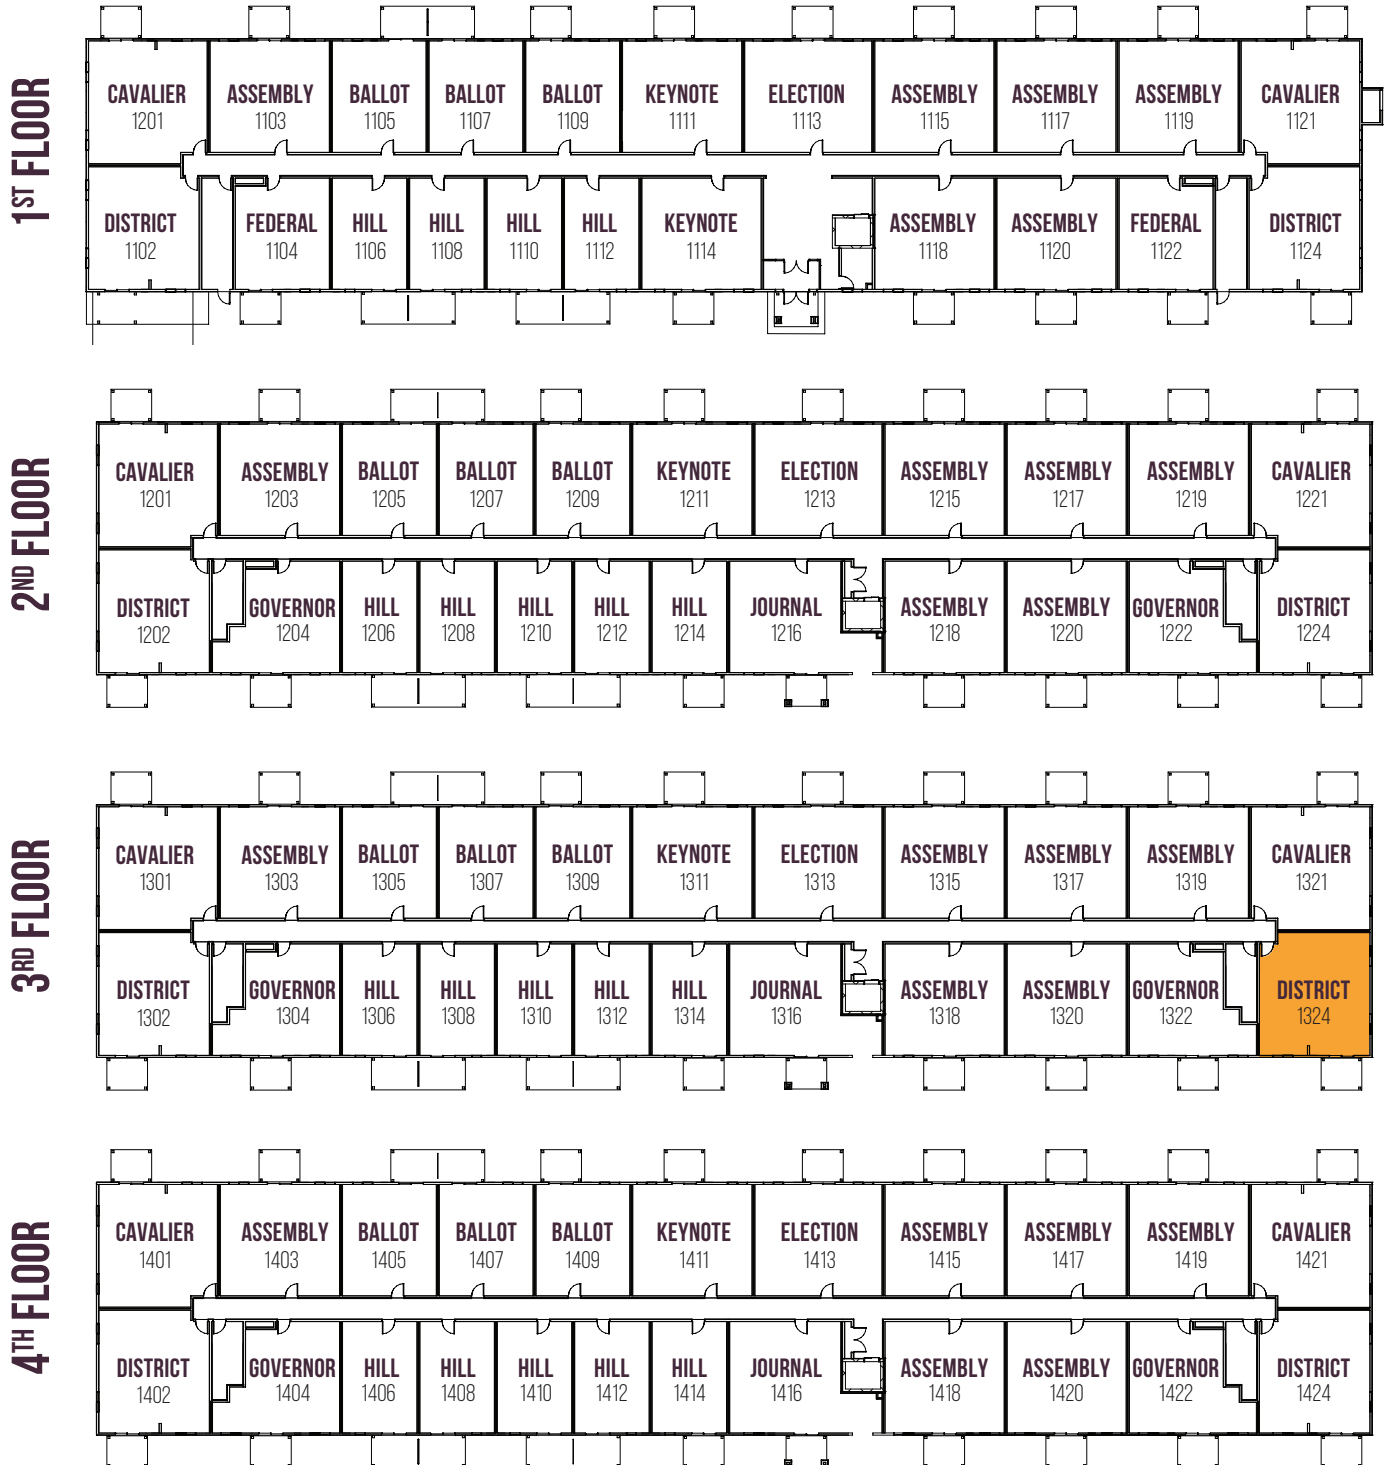 1ST FLOOR
CAVALIER ASSEMBLY BALLOT BALLOT BALLOT KEYNOTE ELECTION ASSEMBLY ASSEMBLY ASSEMBLY CAVALIER
1201 1103 1105 1107 1109 1111 1113 1115 1117 1119 1121
DISTRICT FEDERAL HILL HILL HILL HILL KEYNOTE ASSEMBLY ASSEMBLY FEDERAL DISTRICT
1102 1104 1106 1108 1110 1112 1114 1118 1120 1122 1124
2ND FLOOR
CAVALIER ASSEMBLY BALLOT BALLOT BALLOT KEYNOTE ELECTION ASSEMBLY ASSEMBLY ASSEMBLY CAVALIER
1201 1203 1205 1207 1209 1211 1213 1215 1217 1219 1221
DISTRICT GOVERNOR HILL HILL HILL HILL HILL JOURNAL ASSEMBLY ASSEMBLY GOVERNOR DISTRICT
1202 1204 1206 1208 1210 1212 1214 1216 1218 1220 1222 1224
3RD FLOOR
CAVALIER ASSEMBLY BALLOT BALLOT BALLOT KEYNOTE ELECTION ASSEMBLY ASSEMBLY ASSEMBLY CAVALIER
1301 1303 1305 1307 1309 1311 1313 1315 1317 1319 1321
DISTRICT GOVERNOR HILL HILL HILL HILL HILL JOURNAL ASSEMBLY ASSEMBLY GOVERNOR DISTRICT
1302 1304 1306 1308 1310 1312 1314 1316 1318 1320 1322 1324
4TH FLOOR
CAVALIER ASSEMBLY BALLOT BALLOT BALLOT KEYNOTE ELECTION ASSEMBLY ASSEMBLY ASSEMBLY CAVALIER
1401 1403 1405 1407 1409 1411 1413 1415 1417 1419 1421
DISTRICT GOVERNOR HILL HILL HILL HILL HILL JOURNAL ASSEMBLY ASSEMBLY GOVERNOR DISTRICT
1402 1404 1406 1408 1410 1412 1414 1416 1418 1420 1422 1424